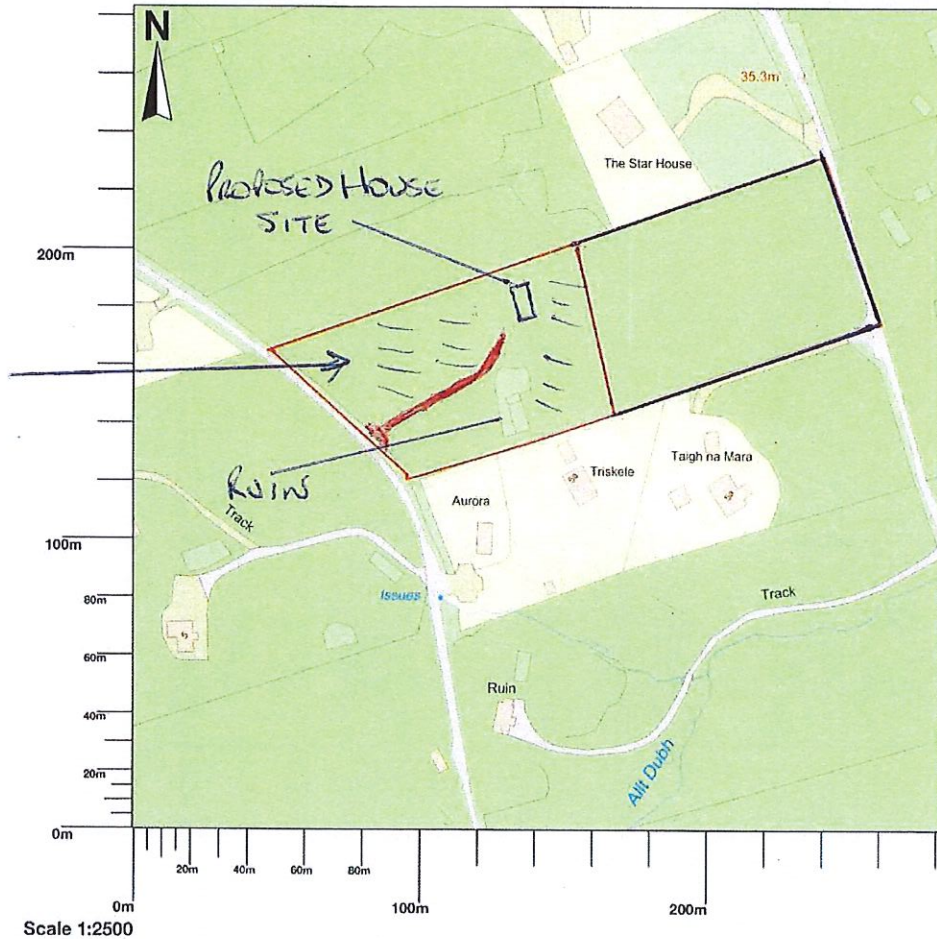 N
35.3m
The Star House
PROPOSED HOUSE
SITE
200m
RUIN
Track
Aurora
Triskele
Taigh na Mara
100m
80m
Issues
Track
60m
Ruin
40m
20m
Allt Dubh
0m
20m
40m
60m
80m
0m
100m
200m
Scale 1:2500